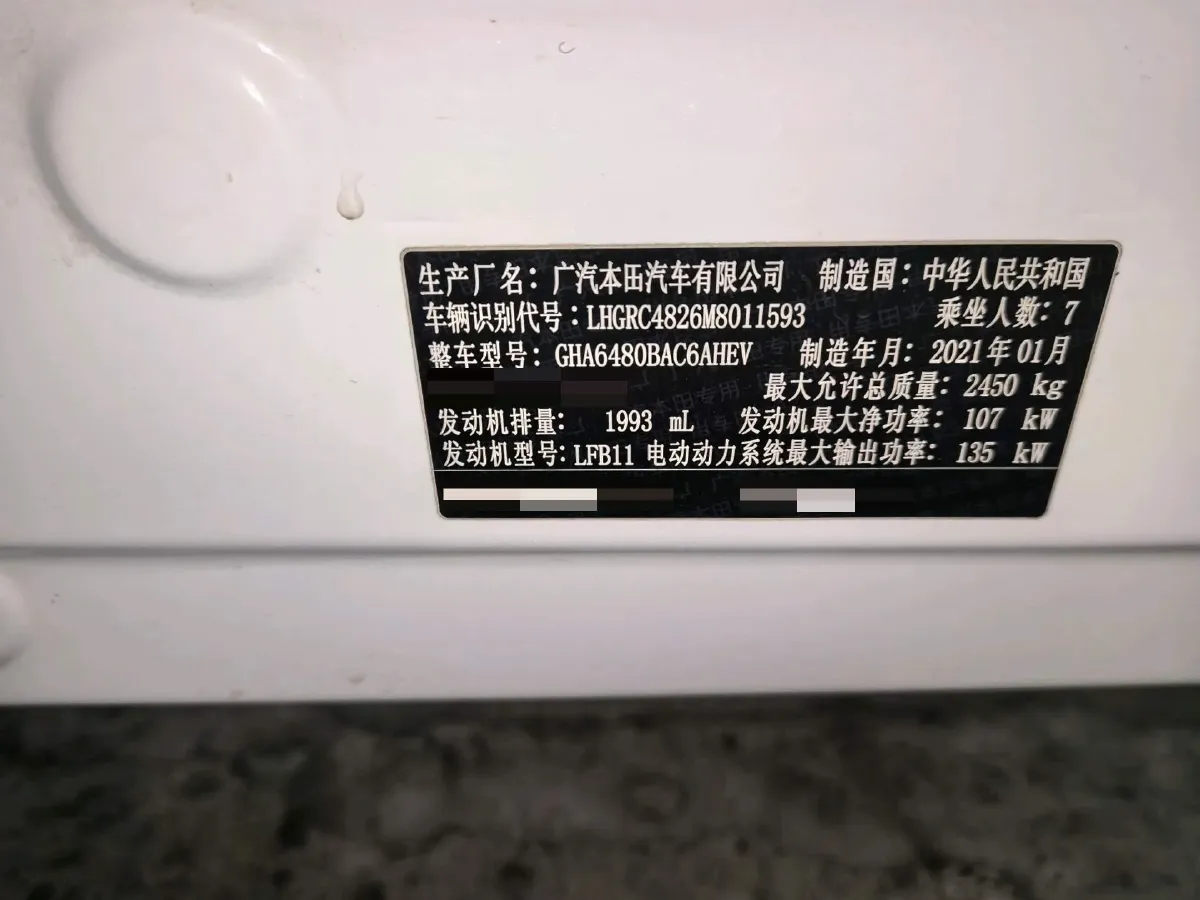 生产厂名：广汽本田汽车有限公司 制造国：中华人民共和国
车辆识别代号：LHGRC4826M8011593 乘坐人数：7
整车型号：GHA6480BAC6AHEV 制造年月：2021年01月
最大允许总质量：2450 kg
发动机排量： 1993 mL 发动机最大净功率： 107 kW
发动机型号：LFB11 电动动力系统最大输出功率： 135 kW